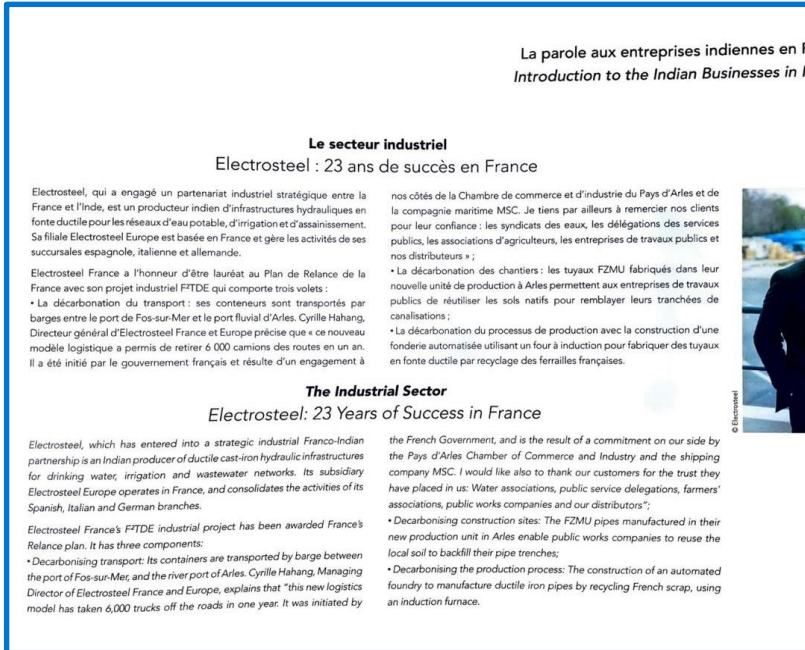 La parole aux entreprises indiennes en
Introduction to the Indian Businesses in
Le secteur industriel
Electrosteel : 23 ans de succès en France
Electrosteel, qui a engagé un partenariat industriel stratégique entre la
France et l'Inde, est un producteur indien d'infrastructures hydrauliques en
fonte ductile pour les réseaux d'eau potable, d'irrigation et d'assainissement.
Sa filiale Electrosteel Europe est basée en France et gère les activités de ses
succursales espagnole, italienne et allemande.
Electrosteel France a l'honneur d'être lauréat au Plan de Relance de la
France avec son projet industriel F²TDE qui comporte trois volets :
• La décarbonation du transport : ses conteneurs sont transportés par
barges entre le port de Fos-sur-Mer et le port fluvial d'Arles. Cyrille Hahang,
Directeur général d'Electrosteel France et Europe précise que « ce nouveau
modèle logistique a permis de retirer 6 000 camions des routes en un an.
Il a été initié par le gouvernement français et résulte d'un engagement à
nos côtés de la Chambre de commerce et d'industrie du Pays d'Arles et de
la compagnie maritime MSC. Je tiens par ailleurs à remercier nos clients
pour leur confiance : les syndicats des eaux, les délégations des services
publics, les associations d'agriculteurs, les entreprises de travaux publics et
nos distributeurs » ;
• La décarbonation des chantiers : les tuyaux FZMU fabriqués dans leur
nouvelle unité de production à Arles permettent aux entreprises de travaux
publics de réutiliser les sols natifs pour remblayer leurs tranchées de
canalisations ;
• La décarbonation du processus de production avec la construction d'une
fonderie automatisée utilisant un four à induction pour fabriquer des tuyaux
en fonte ductile par recyclage des ferrailles françaises.
© Electrosteel
The Industrial Sector
Electrosteel: 23 Years of Success in France
Electrosteel, which has entered into a strategic industrial Franco-Indian
partnership is an Indian producer of ductile cast-iron hydraulic infrastructures
for drinking water, irrigation and wastewater networks. Its subsidiary
Electrosteel Europe operates in France, and consolidates the activities of its
Spanish, Italian and German branches.
Electrosteel France's F²TDE industrial project has been awarded France's
Relance plan. It has three components:
• Decarbonising transport: Its containers are transported by barge between
the port of Fos-sur-Mer, and the river port of Arles. Cyrille Hahang, Managing
Director of Electrosteel France and Europe, explains that "this new logistics
model has taken 6,000 trucks off the roads in one year. It was initiated by
the French Government, and is the result of a commitment on our side by
the Pays d'Arles Chamber of Commerce and Industry and the shipping
company MSC. I would like also to thank our customers for the trust they
have placed in us: Water associations, public service delegations, farmers'
associations, public works companies and our distributors";
• Decarbonising construction sites: The FZMU pipes manufactured in their
new production unit in Arles enable public works companies to reuse the
local soil to backfill their pipe trenches;
• Decarbonising the production process: The construction of an automated
foundry to manufacture ductile iron pipes by recycling French scrap, using
an induction furnace.